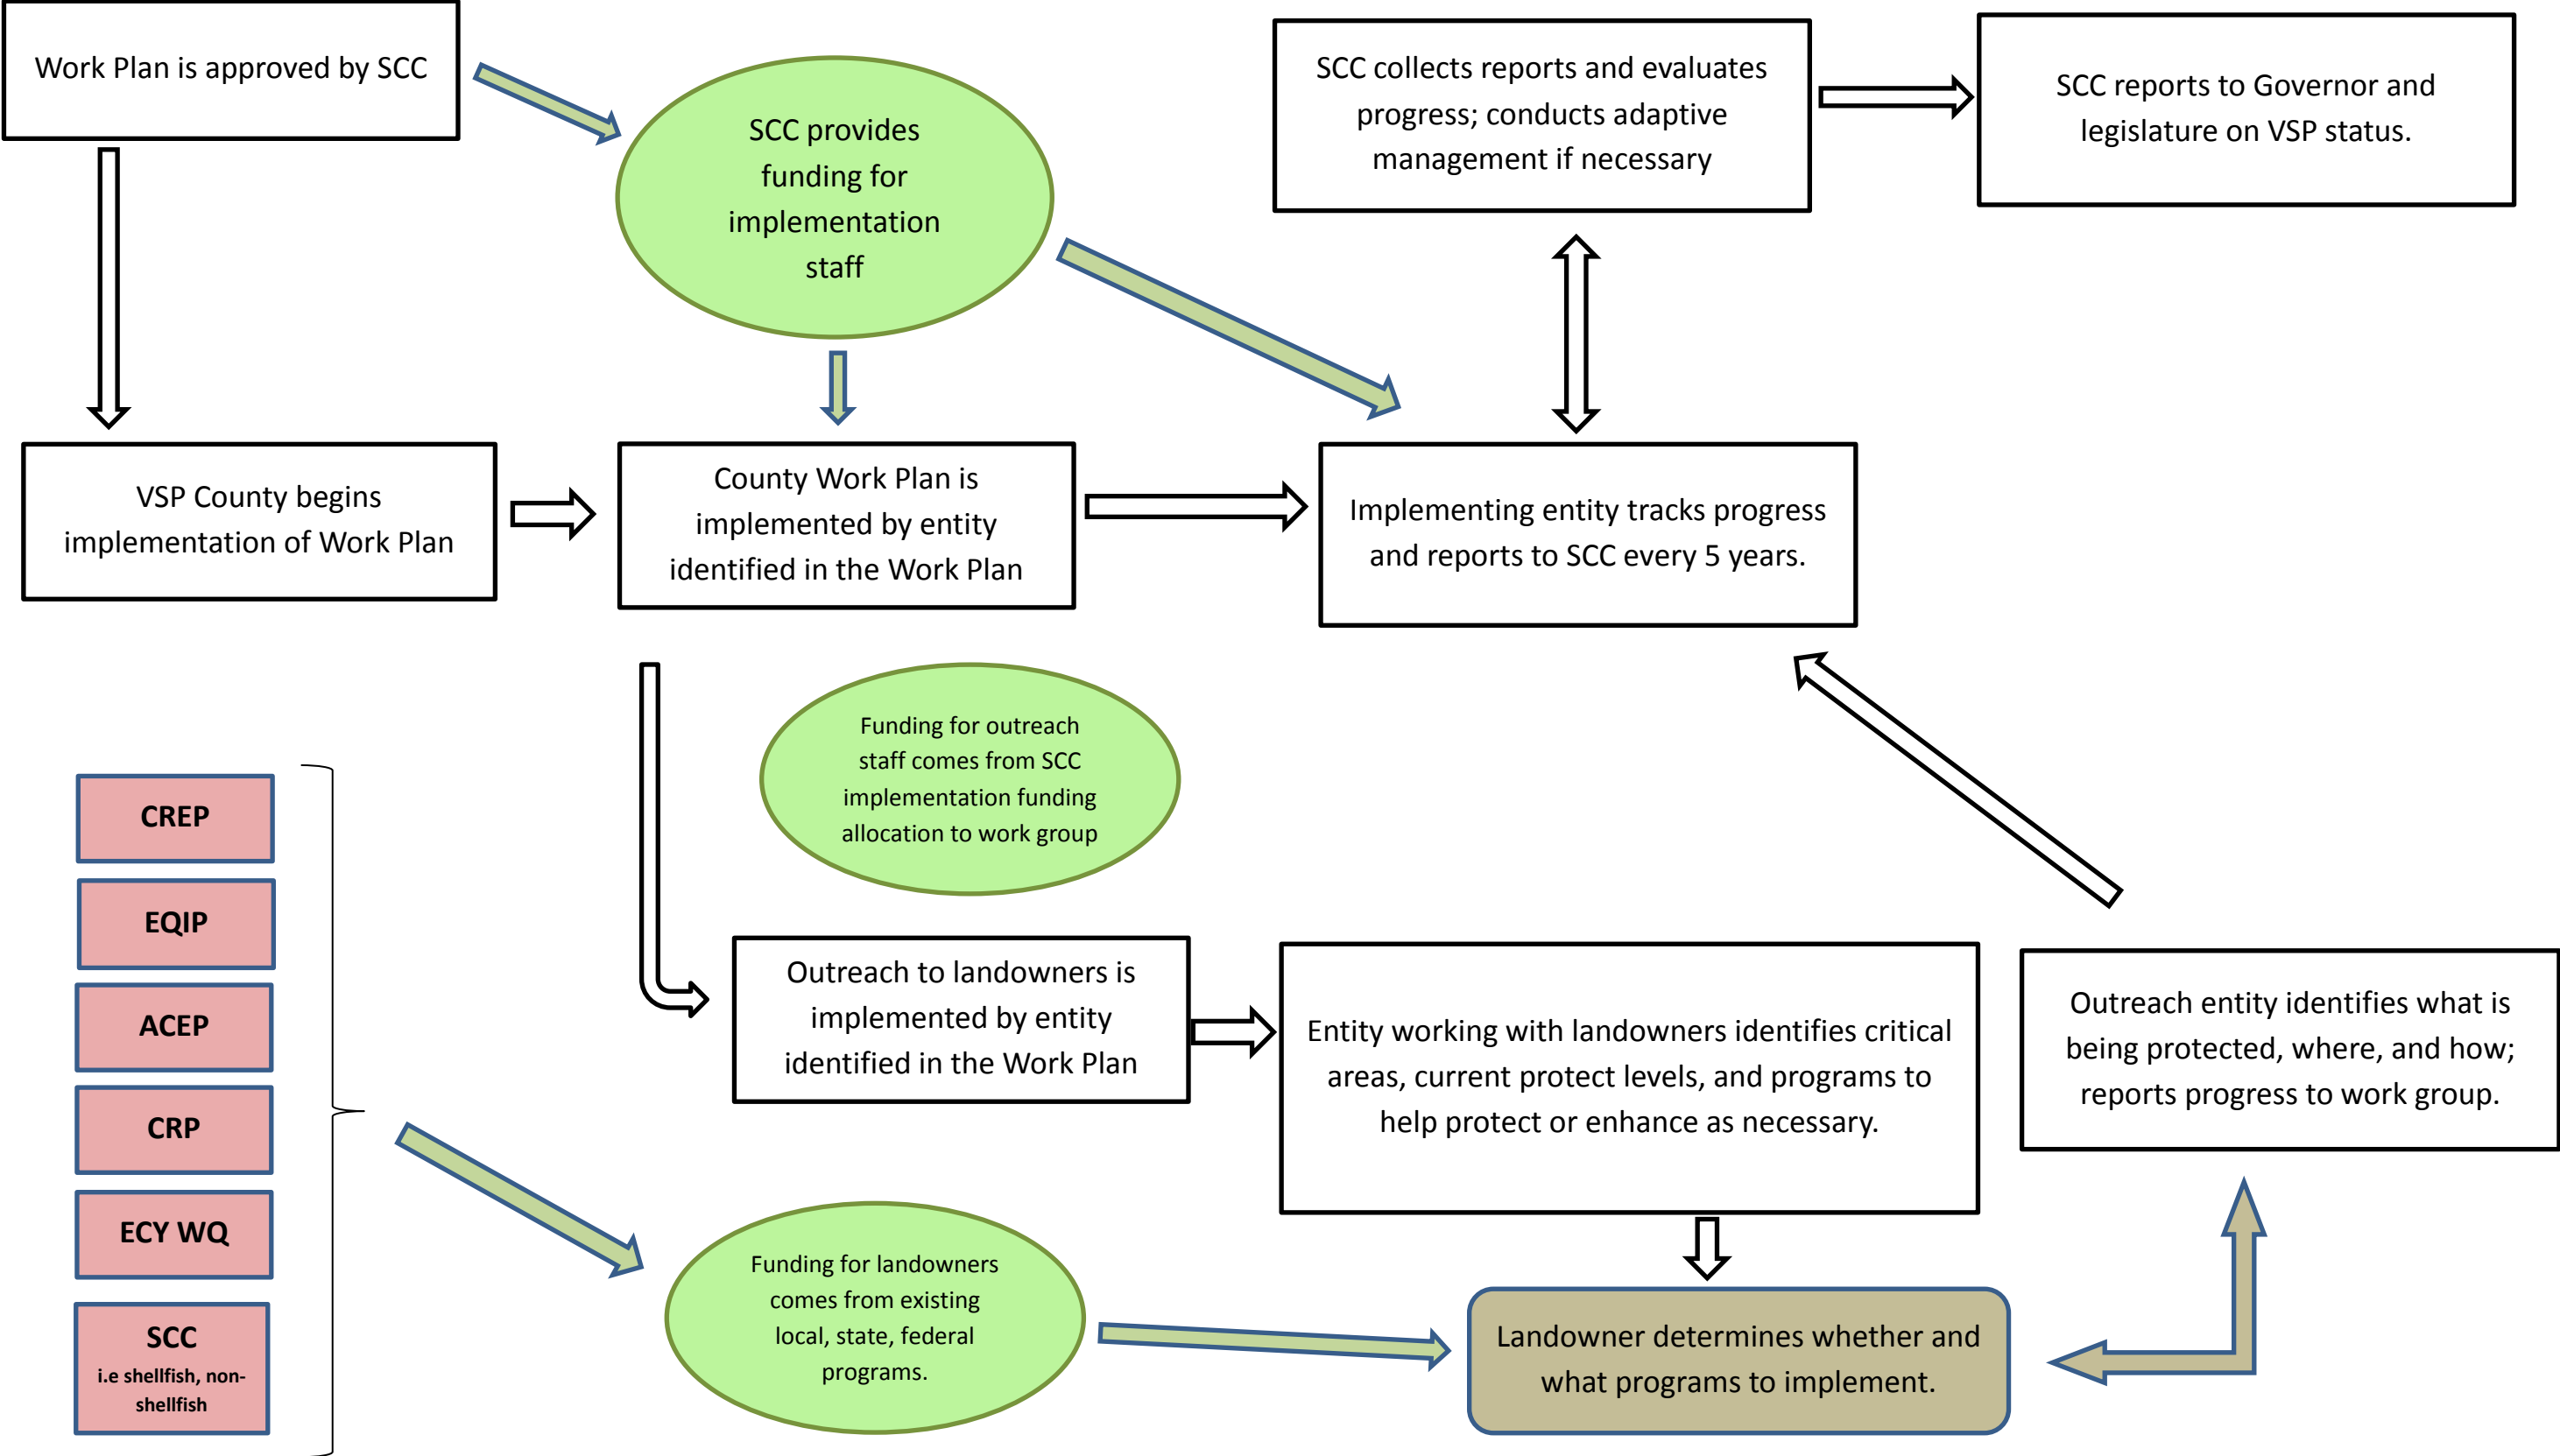 Work Plan is approved by SCC
SCC provides
funding for
implementation
staff
SCC collects reports and evaluates
progress; conducts adaptive
management if necessary
SCC reports to Governor and
legislature on VSP status.
VSP County begins
implementation of Work Plan
County Work Plan is
implemented by entity
identified in the Work Plan
Implementing entity tracks progress
and reports to SCC every 5 years.
Funding for outreach
staff comes from SCC
implementation funding
allocation to work group
CREP
EQIP
ACEP
CRP
ECY WQ
SCC
i.e shellfish, non-
shellfish
Outreach to landowners is
implemented by entity
identified in the Work Plan
Entity working with landowners identifies critical
areas, current protect levels, and programs to
help protect or enhance as necessary.
Outreach entity identifies what is
being protected, where, and how;
reports progress to work group.
Funding for landowners
comes from existing
local, state, federal
programs.
Landowner determines whether and
what programs to implement.